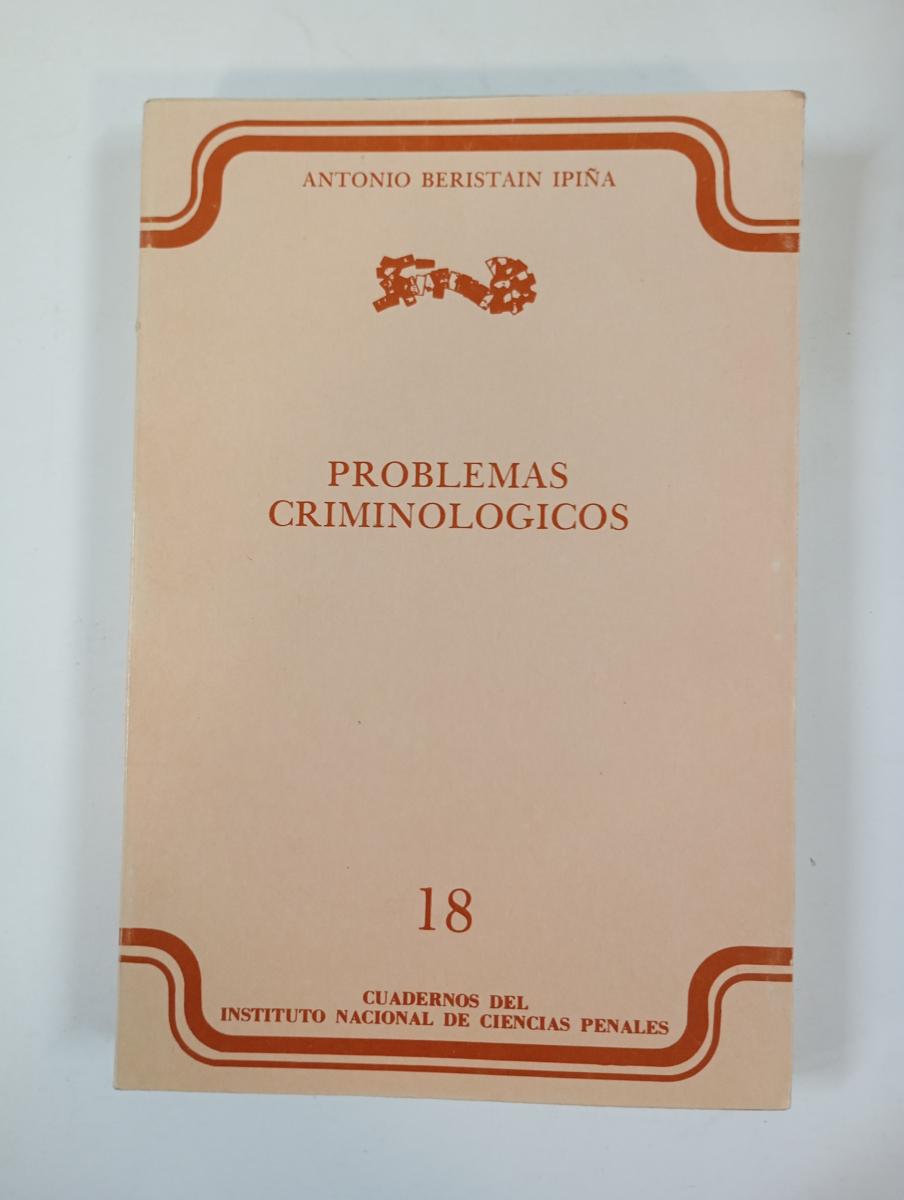 ANTONIO BERISTAIN IPIÑA
PROBLEMAS
CRIMINOLOGICOS
18
CUADERNOS DEL
INSTITUTO NACIONAL DE CIENCIAS PENALES